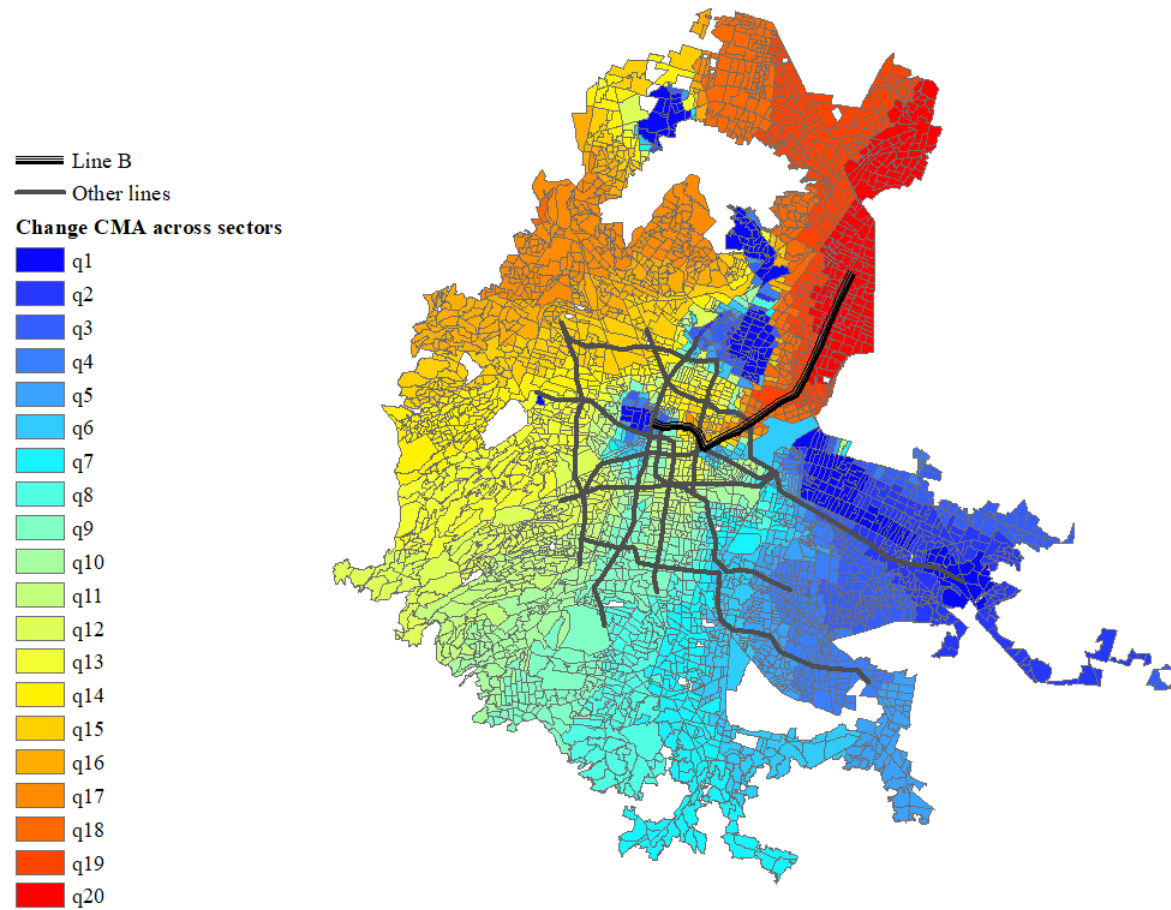 Line B
Other lines
Change CMA across sectors
q1
q2
q3
q4
q5
q6
q7
q8
q9
q10
q11
q12
q13
q14
q15
q16
q17
q18
q19
q20